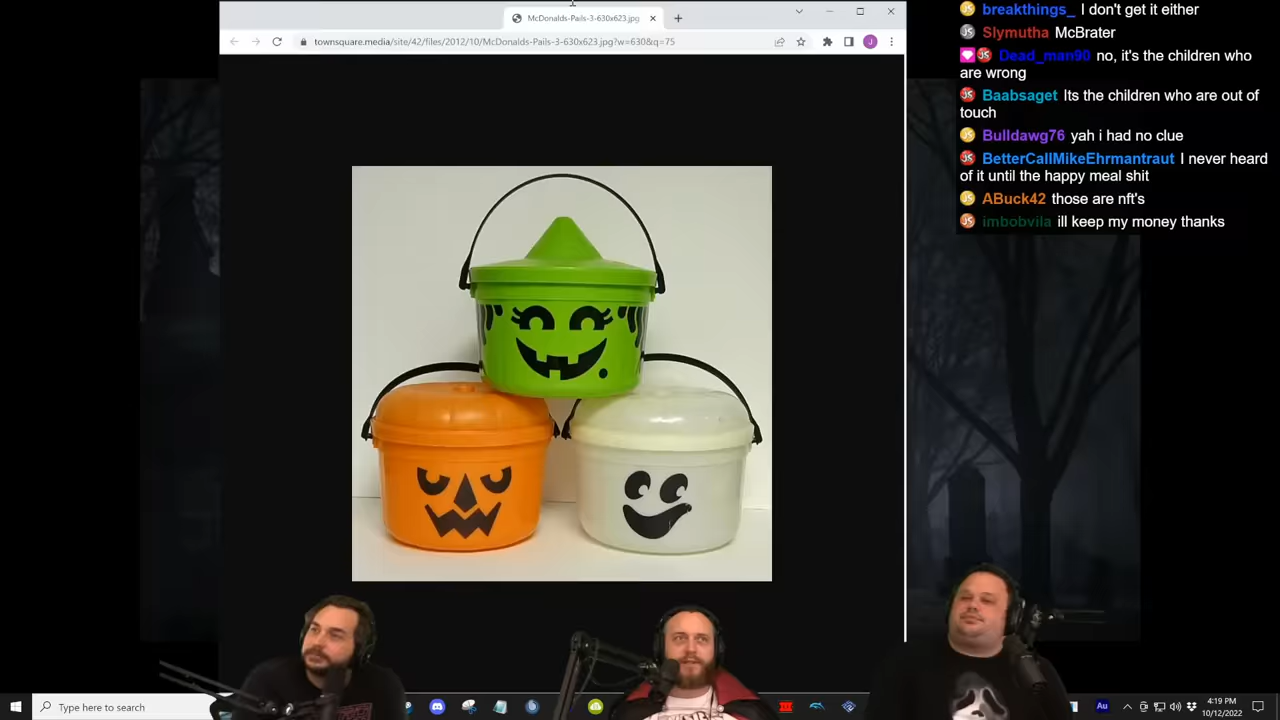 McDonalds-Pails-3-630x623.jpg
townsquare.media/site/42/files/2012/10/McDonalds-Pails-3-630x623.jpg?w=630&q=75
J
breakthings_ I don't get it either
Slymutha McBrater
Dead_man90 no, it's the children who
are wrong
Baabsaget Its the children who are out of
touch
Bulldawg76 yah i had no clue
BetterCallMikeEhrmantraut I never heard
of it until the happy meal shit
ABuck42 those are nft's
imbobvila ill keep my money thanks
Type here to search
Au
4:19 PM
10/12/2022